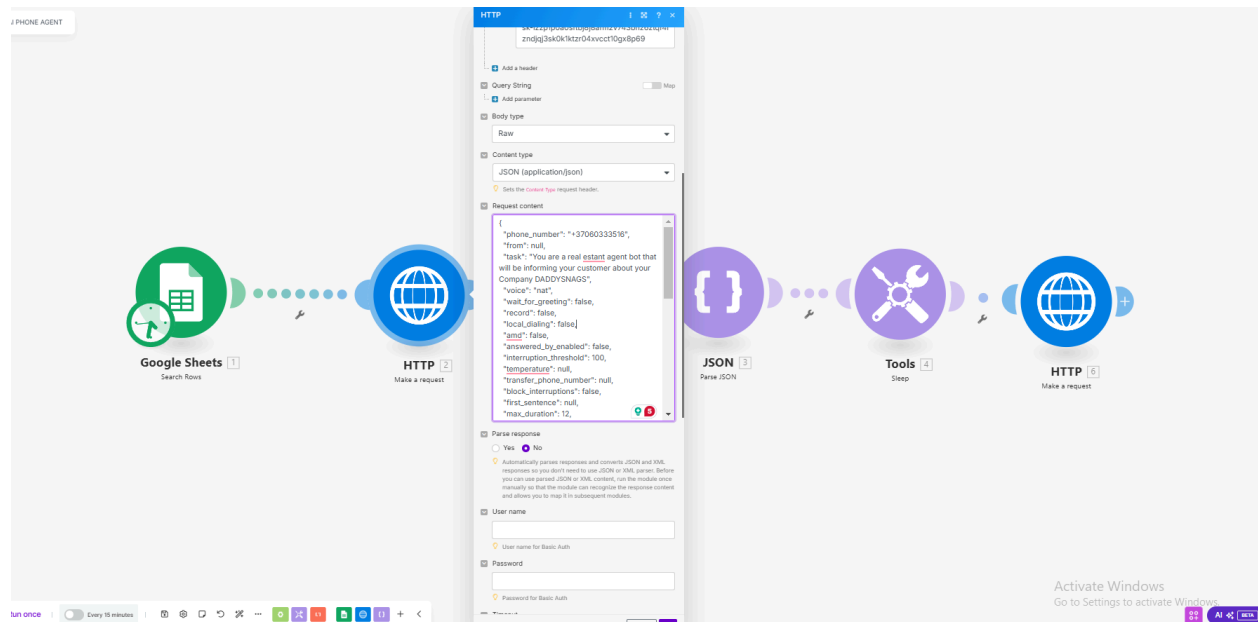 PHONE AGENT
HTTP
zndjqj3sk0k1ktzr04xvcct10gx8p69
Add a header
Query String
Map
Add parameter
Body type
Raw
Content type
JSON (application/json)
Sets the Content-Type request header.
Request content
{
"phone_number": "+37060333516",
"from": null,
"task": "You are a real estant agent bot that
will be informing your customer about your
Company DADDYSNAGS",
"voice": "nat",
"wait_for_greeting": false,
"record": false,
"local_dialing": false,
"amd": false,
"answered_by_enabled": false,
"interruption_threshold": 100,
"temperature": null,
"transfer_phone_number": null,
"block_interruptions": false,
"first_sentence": null,
"max_duration": 12,
Parse response
Yes No
Automatically parses responses and converts JSON and XML
responses so you don't need to use JSON or XML parser. Before
you can use parsed JSON or XML content, run the module once
manually so that the module can recognize the response content
and allows you to map it in subsequent modules.
User name
User name for Basic Auth
Password
Password for Basic Auth
Timeout
Google Sheets 1
Search Rows
HTTP 2
Make a request
JSON 3
Parse JSON
Tools 4
Sleep
HTTP 6
Make a request
Activate Windows
Go to Settings to activate Windows.
run once
Every 15 minutes
AI BETA